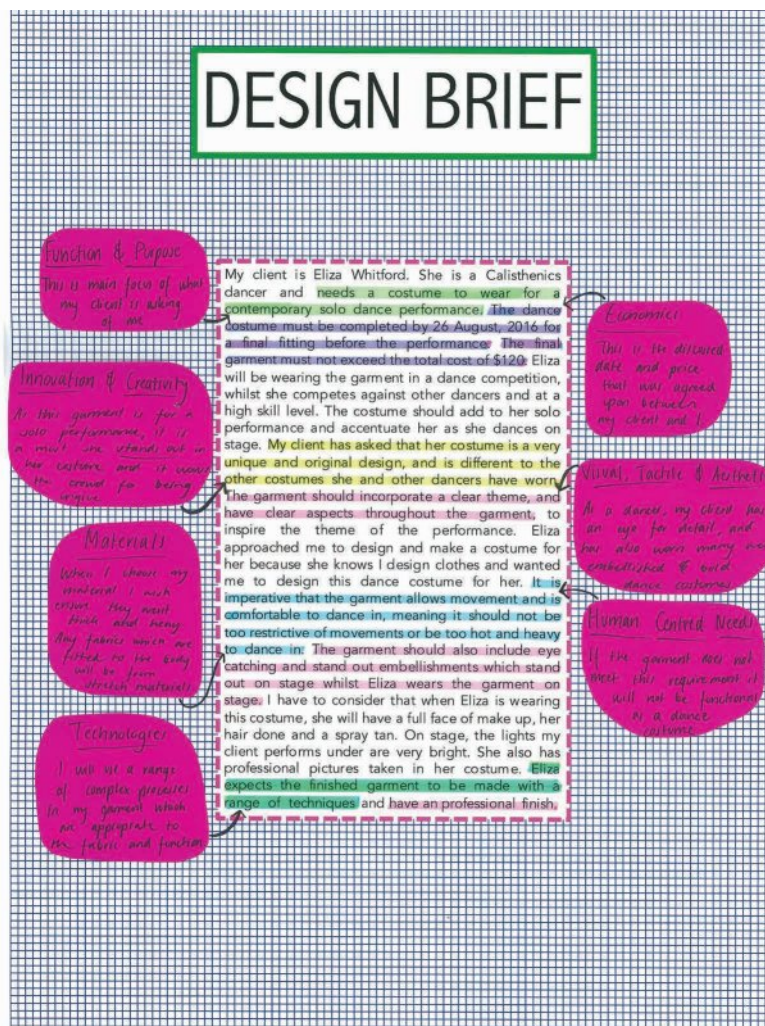 DESIGN BRIEF
Function & Purpose
This is main focus of what
my client is asking
of me
Innovation & Creativity
As this garment is for a
solo performance, it is
a must she stands out in
her costume and it wows
the crowd for being
Materials
When I choose my
material I must
ensure they
thick and heavy
Any fabrics which are
fitted to the body
will be from
stretch materials
Technologies
I will use a range
of complex processes
in my garment which
are appropriate to
the fabric and function
My client is Eliza Whitford. She is a Calisthenics
dancer and needs a costume to wear for a
contemporary solo dance performance. The dance
costume must be completed by 26 August, 2016 for
a final fitting before the performance. The final
garment must not exceed the total cost of $120. Eliza
will be wearing the garment in a dance competition,
whilst she competes against other dancers and at a
high skill level. The costume should add to her solo
performance and accentuate her as she dances on
stage. My client has asked that her costume is a very
unique and original design, and is different to the
other costumes she and other dancers have worn
The garment should incorporate a clear theme, and
have clear aspects throughout the garment, to
inspire the theme of the performance. Eliza
approached me to design and make a costume for
her because she knows I design clothes and wanted
me to design this dance costume for her. It is
imperative that the garment allows movement and is
comfortable to dance in, meaning it should not be
too restrictive of movements or be too hot and heavy
to dance in. The garment should also include eye
catching and stand out embellishments which stand
out on stage whilst Eliza wears the garment on
stage. I have to consider that when Eliza is wearing
this costume, she will have a full face of make up, her
hair done and a spray tan. On stage, the lights my
client performs under are very bright. She also has
professional pictures taken in her costume. Eliza
expects the finished garment to be made with a
range of techniques and have an professional finish.
Economics
This is the discussed
date and price
that was agreed
upon between
my client and I.
Visual, Tactile & Aesthetic
As a dancer, my client has
an eye for detail, and
has also worn many
embellished & bold
dance costumes
Human Centred Needs
If the garment does not
meet this requirement it
will not be functional
as a dance
costume